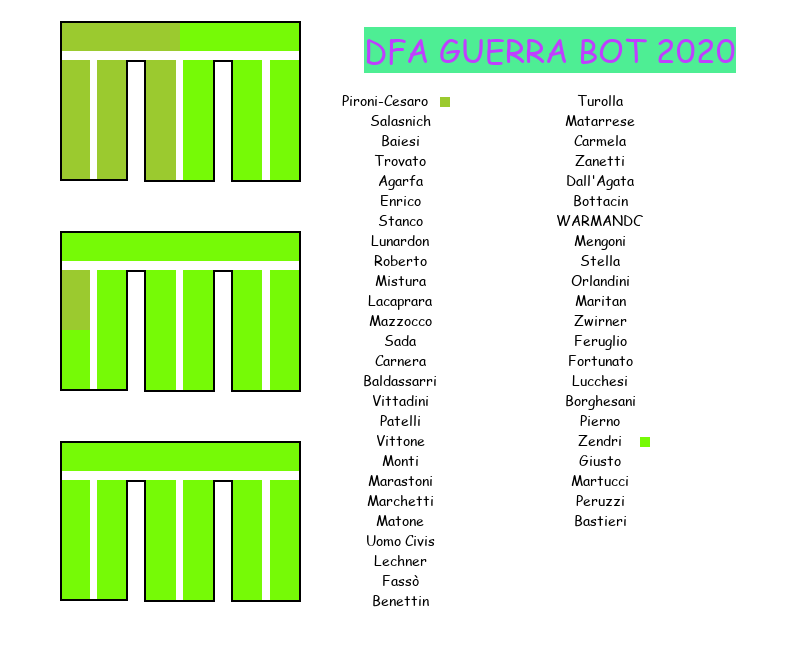 DFA GUERRA BOT 2020
Pironi-Cesaro
Salasnich
Baiesi
Trovato
Agarfa
Enrico
Stanco
Lunardon
Roberto
Mistura
Lacaprara
Mazzocco
Sada
Carnera
Baldassarri
Vittadini
Patelli
Vittone
Monti
Marastoni
Marchetti
Matone
Uomo Civis
Lechner
Fassò
Benettin
Turolla
Matarrese
Carmela
Zanetti
Dall'Agata
Bottacin
WARMANDC
Mengoni
Stella
Orlandini
Maritan
Zwirner
Feruglio
Fortunato
Lucchesi
Borghesani
Pierno
Zendri
Giusto
Martucci
Peruzzi
Bastieri